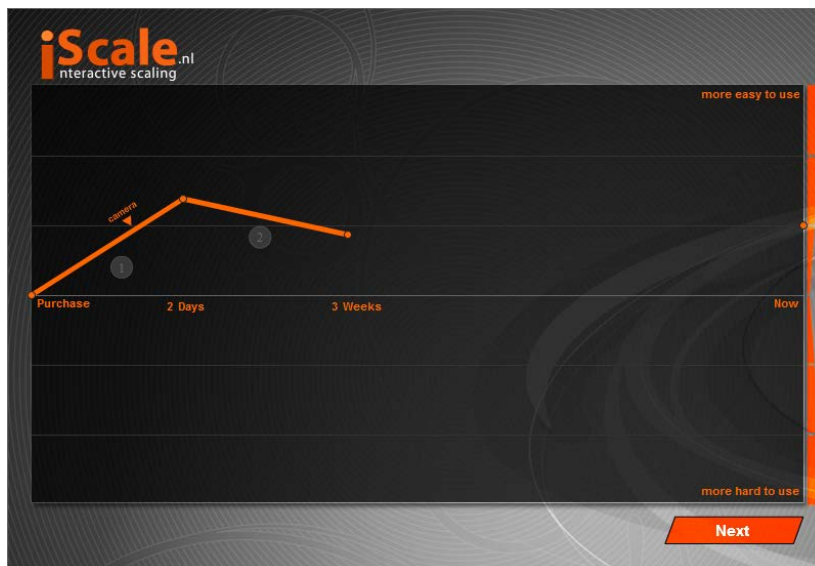 iScale.nl
nteractive scaling
more easy to use
camera
1
2
Purchase
2 Days
3 Weeks
Now
more hard to use
Next